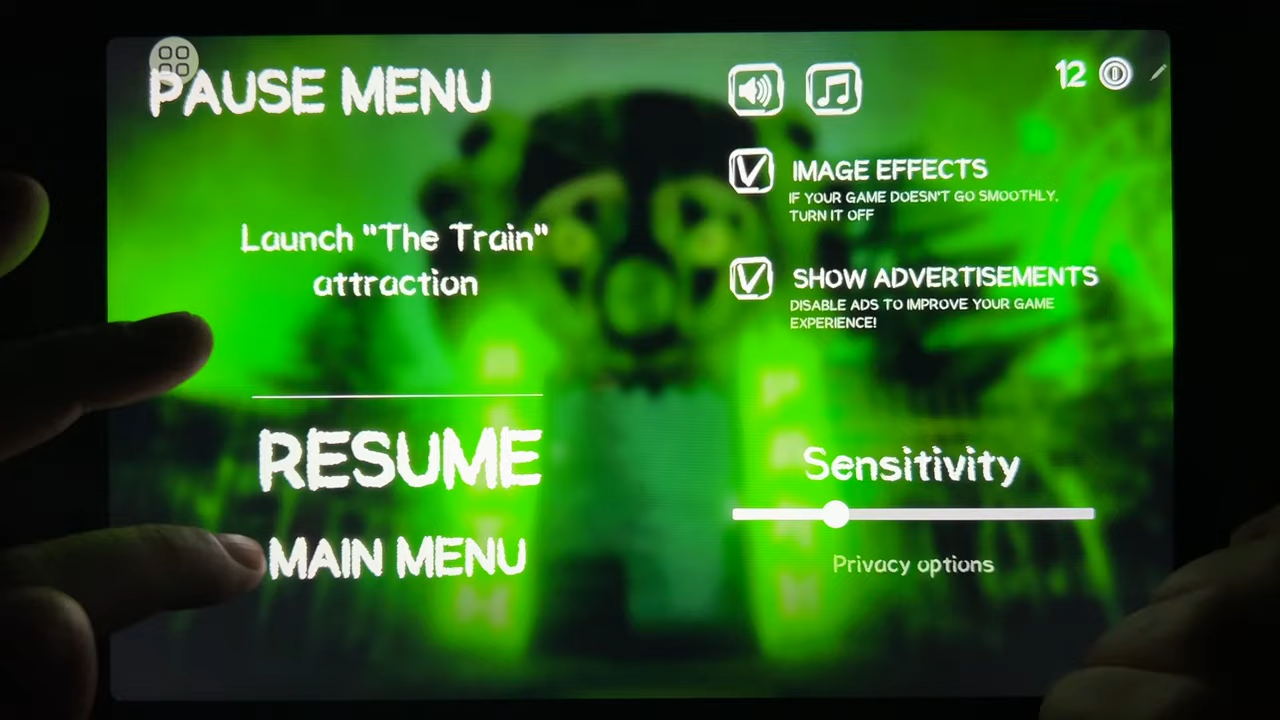 PAUSE MENU
12
IMAGE EFFECTS
IF YOUR GAME DOESN'T GO SMOOTHLY,
TURN IT OFF
Launch "The Train"
attraction
SHOW ADVERTISEMENTS
DISABLE ADS TO IMPROVE YOUR GAME
EXPERIENCE!
RESUME
MAIN MENU
Sensitivity
Privacy options